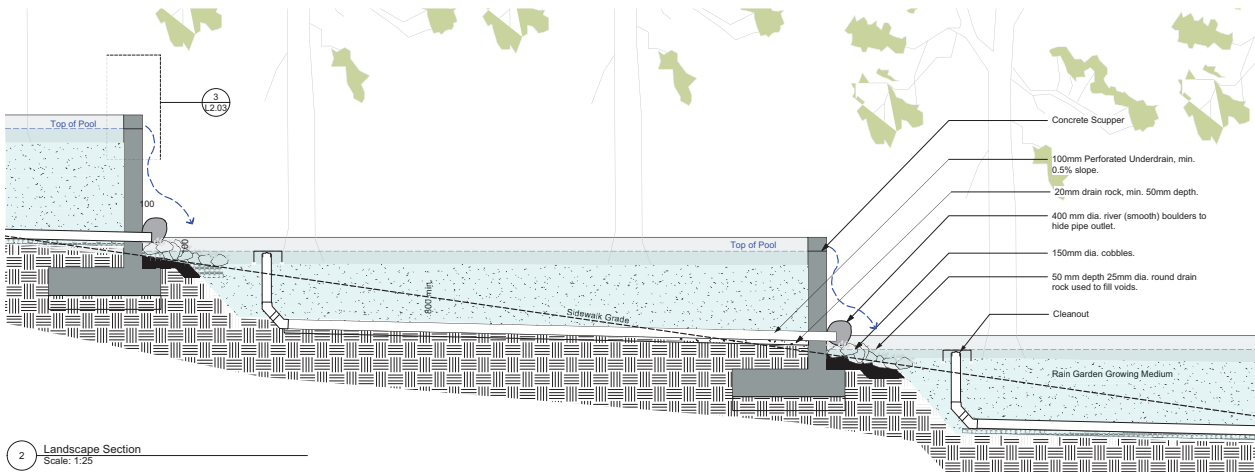 3
L2.03
Top of Pool
100
100
Top of Pool
800 min.
Sidewalk Grade
Concrete Scupper
100mm Perforated Underdrain, min.
0.5% slope.
20mm drain rock, min. 50mm depth.
400 mm dia. river (smooth) boulders to
hide pipe outlet.
150mm dia. cobbles.
50 mm depth 25mm dia. round drain
rock used to fill voids.
Cleanout
Rain Garden Growing Medium
2
Landscape Section
Scale: 1:25